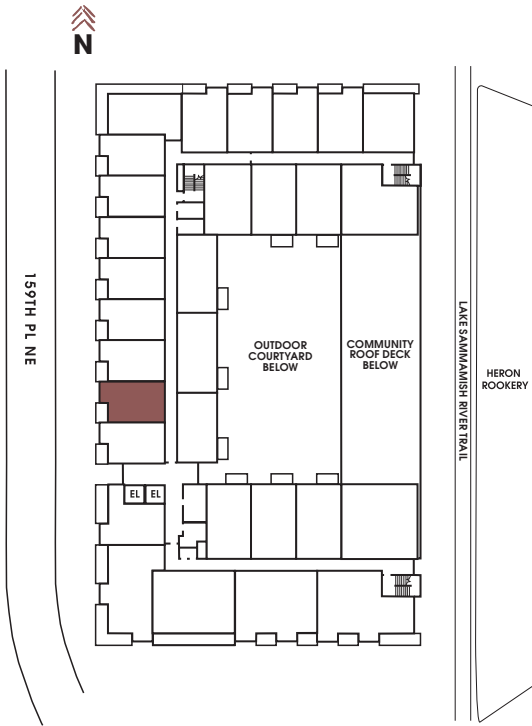 N
159TH PL NE
OUTDOOR
COURTYARD
BELOW
COMMUNITY
ROOF DECK
BELOW
LAKE SAMMAMISH RIVER TRAIL
HERON
ROOKERY
EL EL